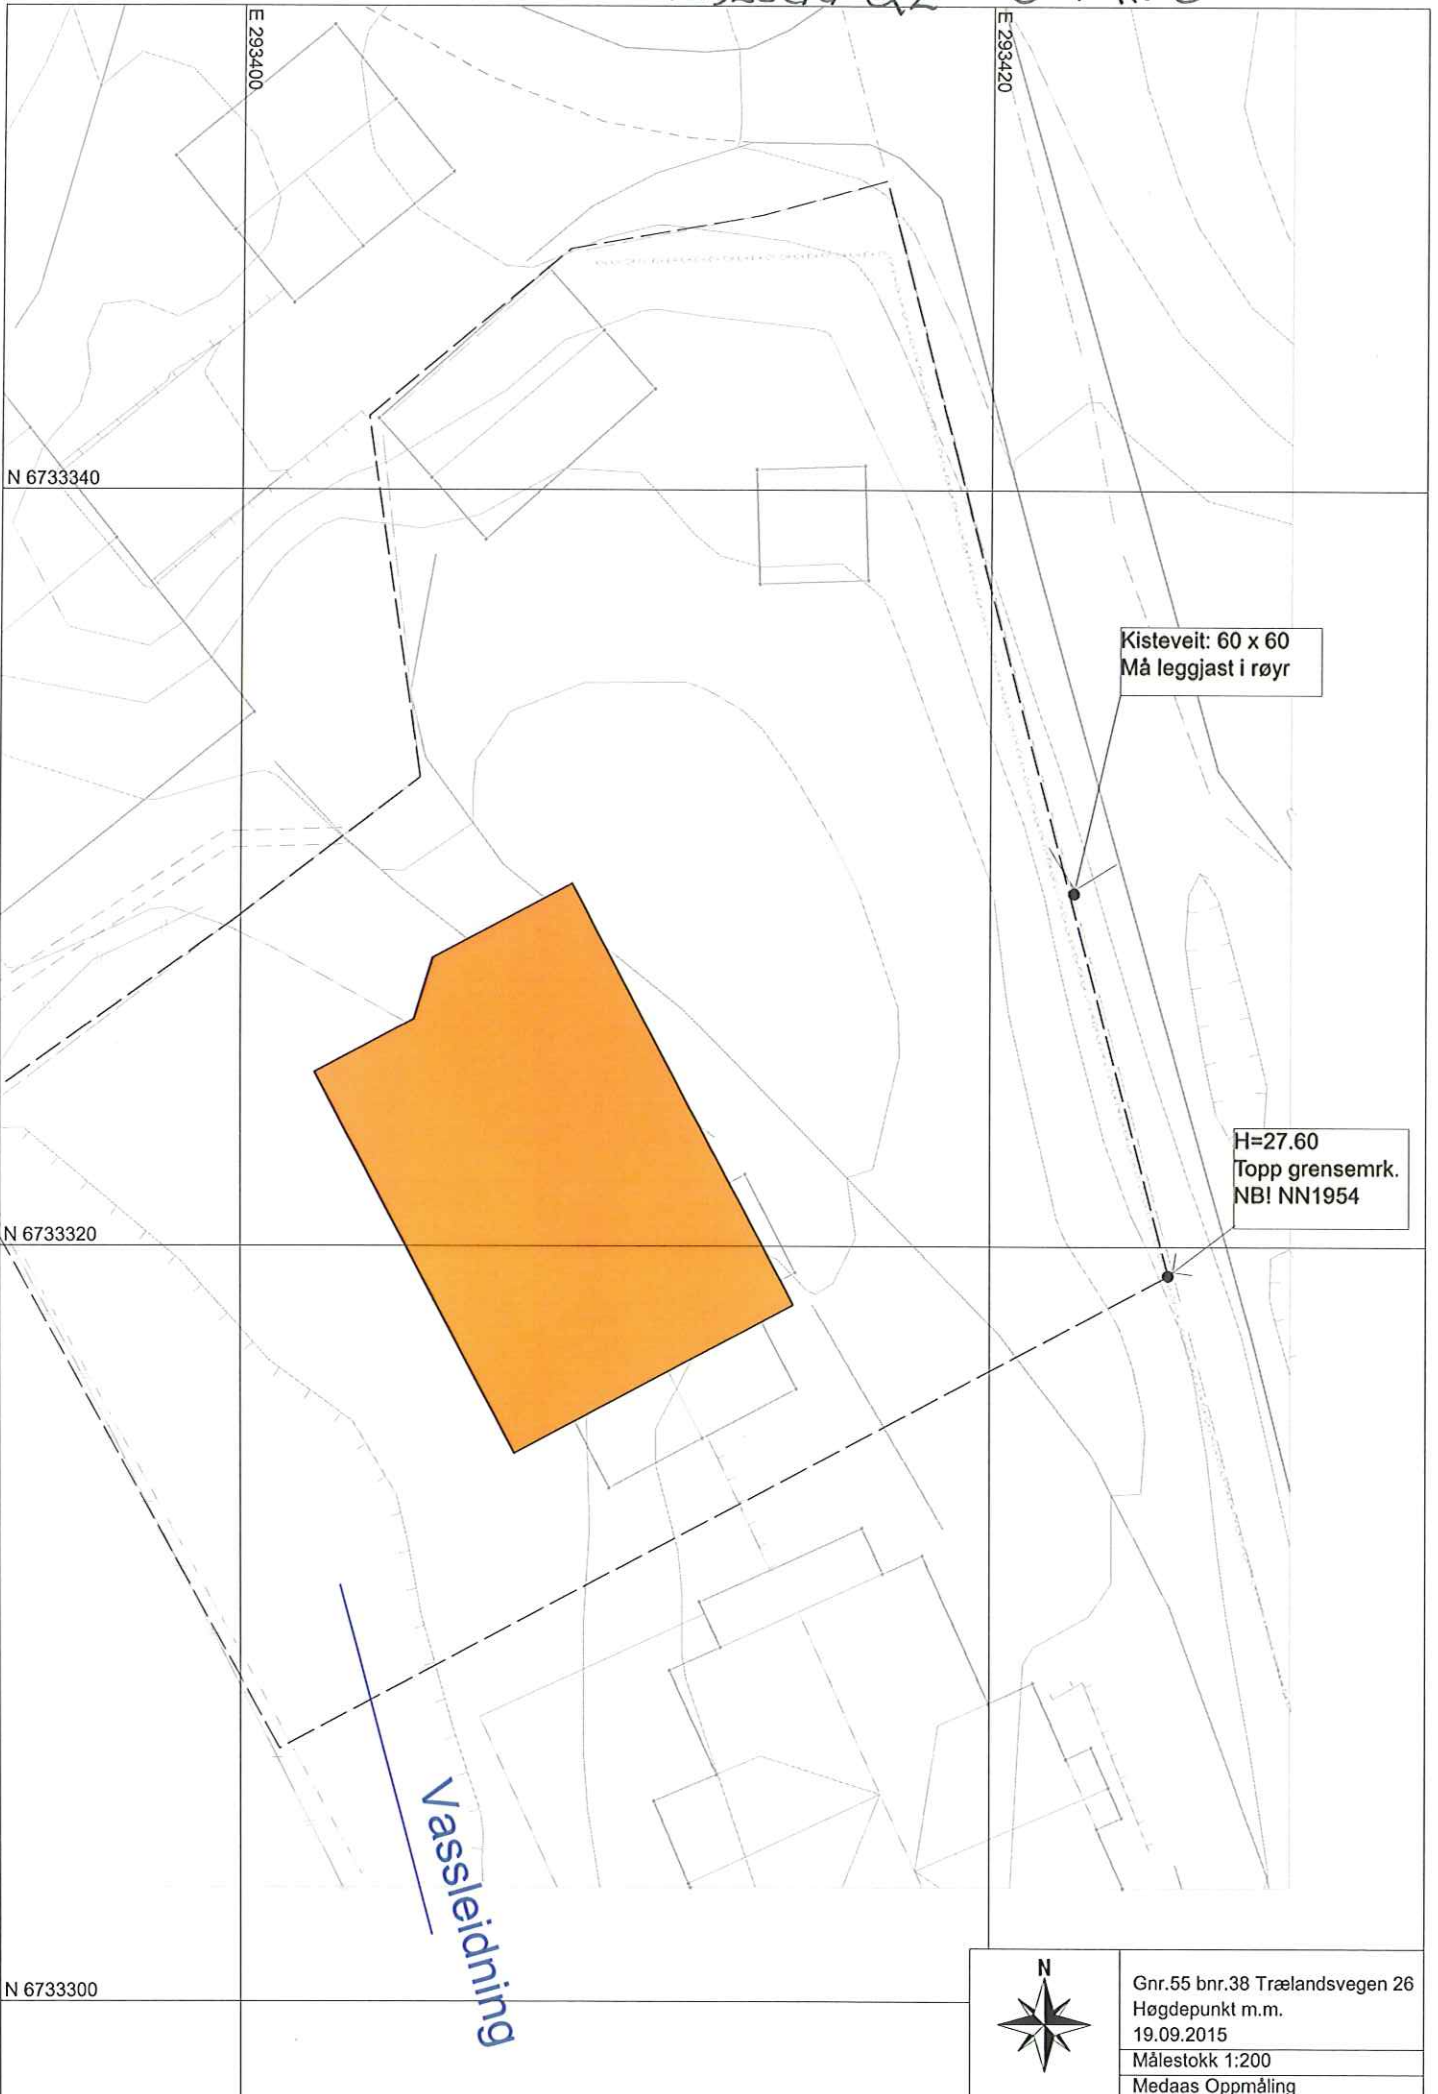 E 293400
E 293420
N 6733340
Kisteveit: 60 x 60
Må leggjast i røyr
H=27.60
Topp grensemrk.
NB! NN1954
N 6733320
Vassleidning
N 6733300
N
Gnr.55 bnr.38 Trælandsvegen 26
Høgdepunkt m.m.
19.09.2015
Målestokk 1:200
Medaas Oppmåling